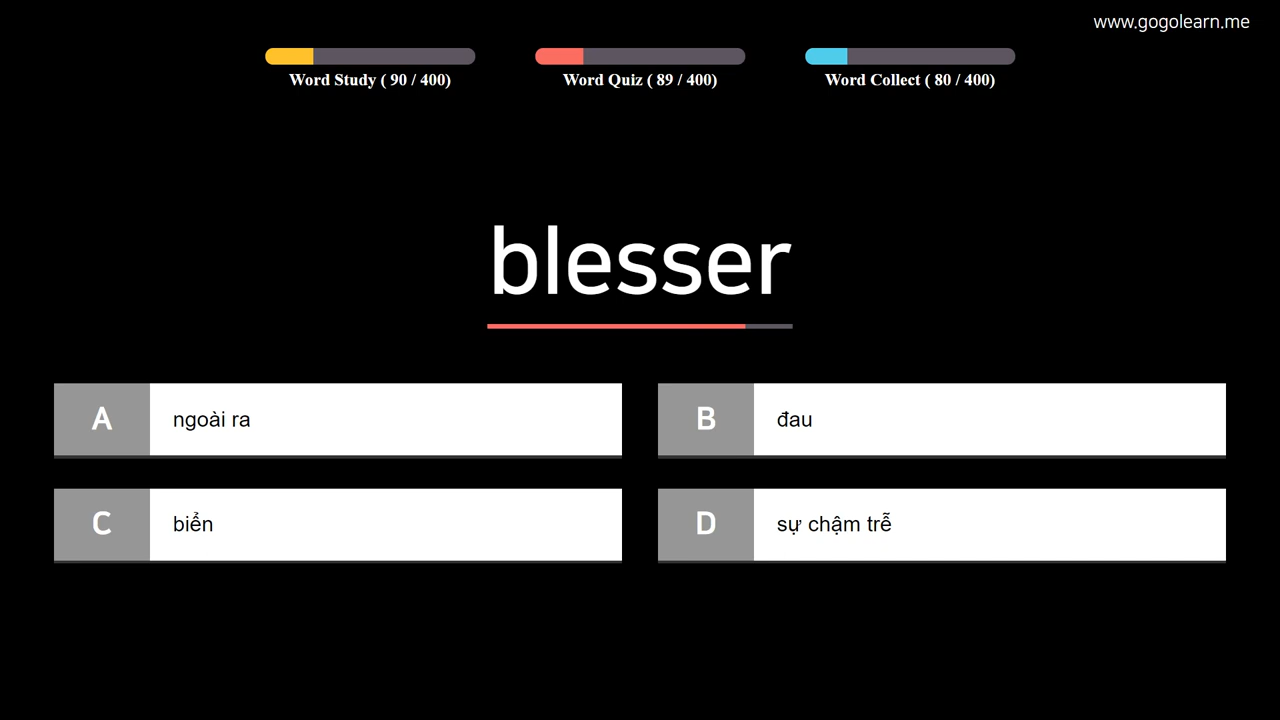 www.gogolearn.me
Word Study ( 90 / 400)
Word Quiz ( 89 / 400)
Word Collect ( 80 / 400)
blesser
A ngoài ra
B đau
C biển
D sự chậm trễ